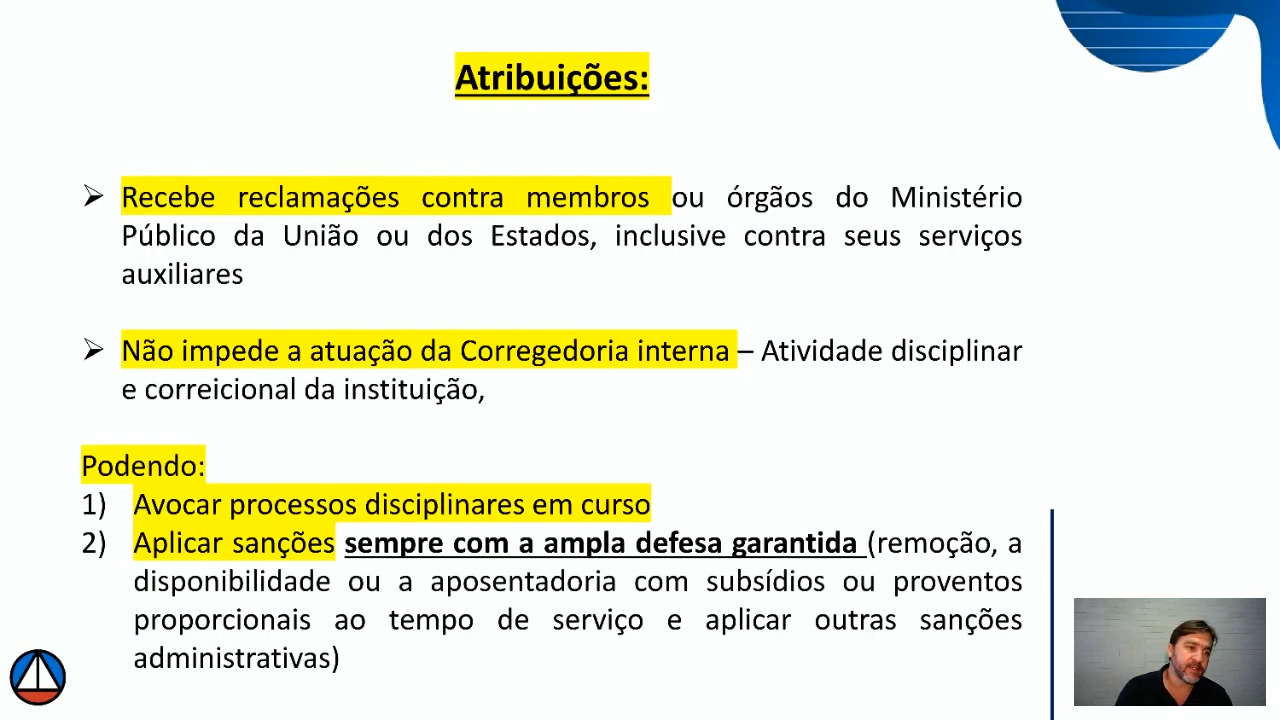 Atribuições:
Recebe reclamações contra membros ou órgãos do Ministério
Público da União ou dos Estados, inclusive contra seus serviços
auxiliares
Não impede a atuação da Corregedoria interna – Atividade disciplinar
e correicional da instituição,
Podendo:
1) Avocar processos disciplinares em curso
2) Aplicar sanções sempre com a ampla defesa garantida (remoção, a
disponibilidade ou a aposentadoria com subsídios ou proventos
proporcionais ao tempo de serviço e aplicar outras sanções
administrativas)